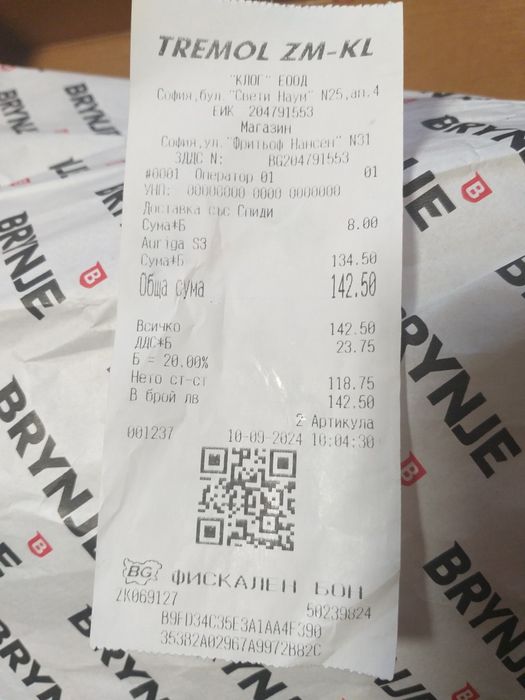 TREMOL ZM-KL
"КЛОГ" ЕООД
София,бул."Свети Наум" N25,ап.4
ЕИК 204791553
Магазин
София,ул."Фритьоф Нансен" N31
ЗДДС N: BG204791553
#0001 Оператор 01 01
УНП: 00000000 0000 0000000
Доставка със Спиди
Сума*Б 8.00
Auriga S3
Сума*Б 134.50
Обща сума 142.50
Всичко 142.50
ДДС*Б 23.75
Б = 20.00%
Нето ст-ст 118.75
В брой лв 142.50
2 Артикула
001237 10-09-2024 10:04:30
BG ФИСКАЛЕН БОН
ZK069127 50239824
B9FD34C35E3A1AA4F390
35382A02967A9972B82C
BRYNJE
BRYNJE
BRYNJE
BRYNJE
BRYNJE